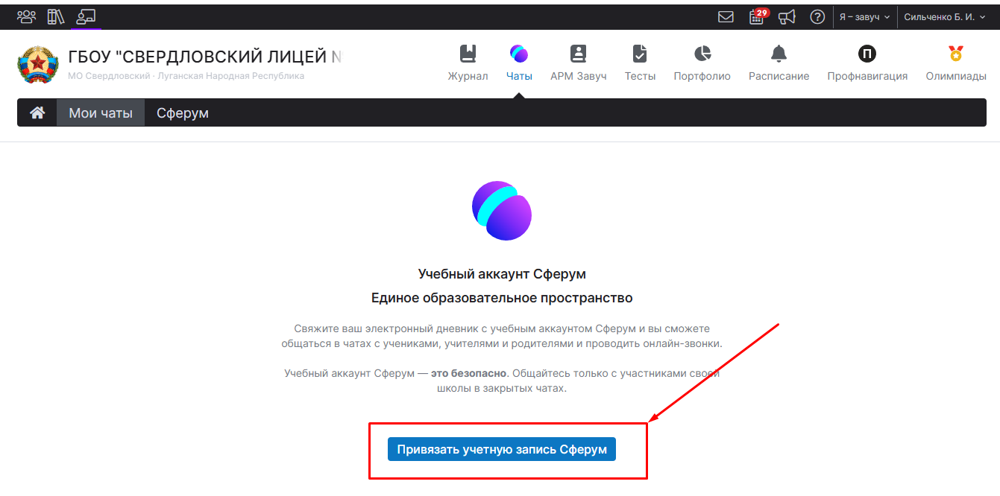 29
Я – завуч
Сильченко Б. И.
ГБОУ "СВЕРДЛОВСКИЙ ЛИЦЕЙ
МО Свердловский · Луганская Народная Республика
Журнал
Чаты
АРМ Завуч
Тесты
Портфолио
Расписание
Профнавигация
Олимпиады
Мои чаты
Сферум
Учебный аккаунт Сферум
Единое образовательное пространство
Свяжите ваш электронный дневник с учебным аккаунтом Сферум и вы сможете
общаться в чатах с учениками, учителями и родителями и проводить онлайн-звонки.
Учебный аккаунт Сферум — это безопасно. Общайтесь только с участниками своей
школы в закрытых чатах.
Привязать учетную запись Сферум